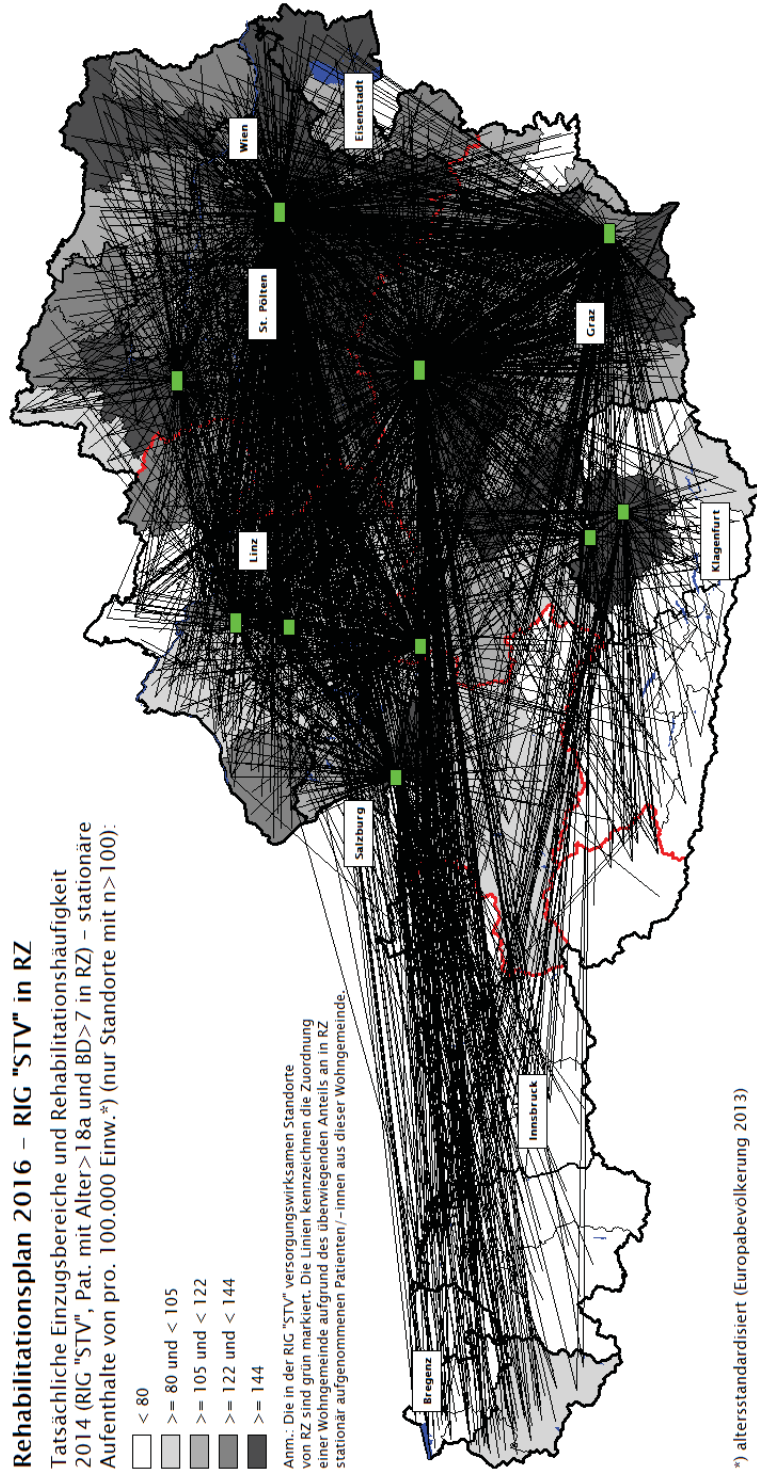 Rehabilitationsplan 2016 – RIG "STV" in RZ
Tatsächliche Einzugsbereiche und Rehabilitationshäufigkeit
2014 (RIG "STV", Pat. mit Alter>18a und BD>7 in RZ) – stationäre
Aufenthalte von pro. 100.000 Einw.*) (nur Standorte mit n>100):
< 80
>= 80 und < 105
>= 105 und < 122
>= 122 und < 144
>= 144
Anm.: Die in der RIG "STV" versorgungswirksamen Standorte
von RZ sind grün markiert. Die Linien kennzeichnen die Zuordnung
einer Wohngemeinde aufgrund des überwiegenden Anteils an in RZ
stationär aufgenommenen Patienten/-innen aus dieser Wohngemeinde.
Wien
St. Pölten
Eisenstadt
Linz
Salzburg
Graz
Klagenfurt
Innsbruck
Bregenz
*) altersstandardisiert (Europabevölkerung 2013)